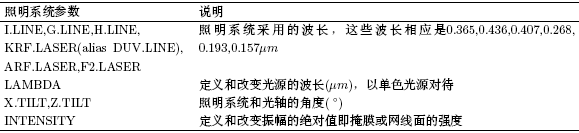 照明系统参数 说明
I.LINE,G.LINE,H.LINE, 照明系统采用的波长，这些波长相应是0.365,0.436,0.407,0.268,
KRF.LASER(alias DUV.LINE), 0.193,0.157μm
ARF.LASER,F2.LASER
LAMBDA 定义和改变光源的波长(μm)，以单色光源对待
X.TILT,Z.TILT 照明系统和光轴的角度(°)
INTENSITY 定义和改变振幅的绝对值即掩膜或网线面的强度